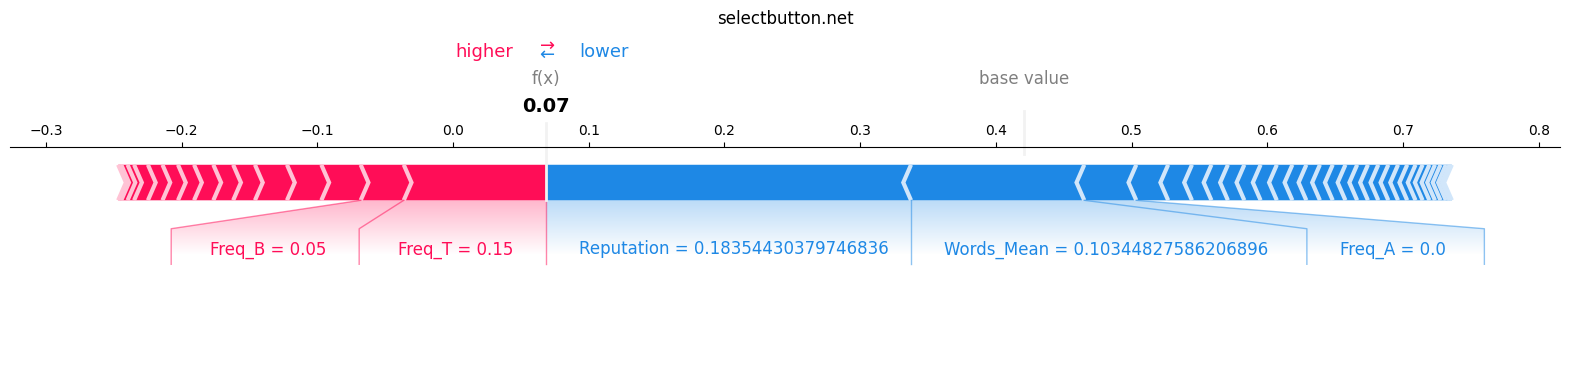 selectbutton.net
higher ⇄ lower
f(x) base value
0.07
−0.3 −0.2 −0.1 0.0 0.1 0.2 0.3 0.4 0.5 0.6 0.7 0.8
Freq_B = 0.05 Freq_T = 0.15 Reputation = 0.18354430379746836 Words_Mean = 0.10344827586206896 Freq_A = 0.0